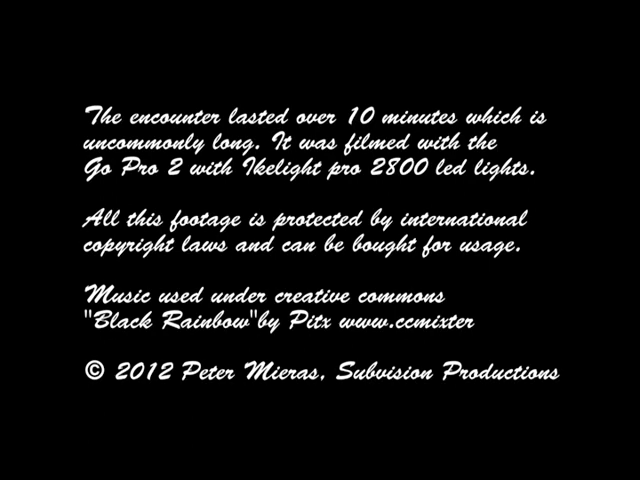 The encounter lasted over 10 minutes which is
uncommonly long. It was filmed with the
Go Pro 2 with Ikelight pro 2800 led lights.
All this footage is protected by international
copyright laws and can be bought for usage.
Music used under creative commons
"Black Rainbow"by Pitx www.ccmixter
© 2012 Peter Mieras, Subvision Productions